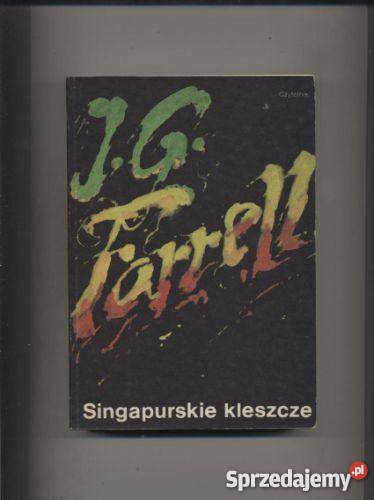 Czytelnik
J.G.
Farrell
Singapurskie kleszcze
Sprzedajemy.pl